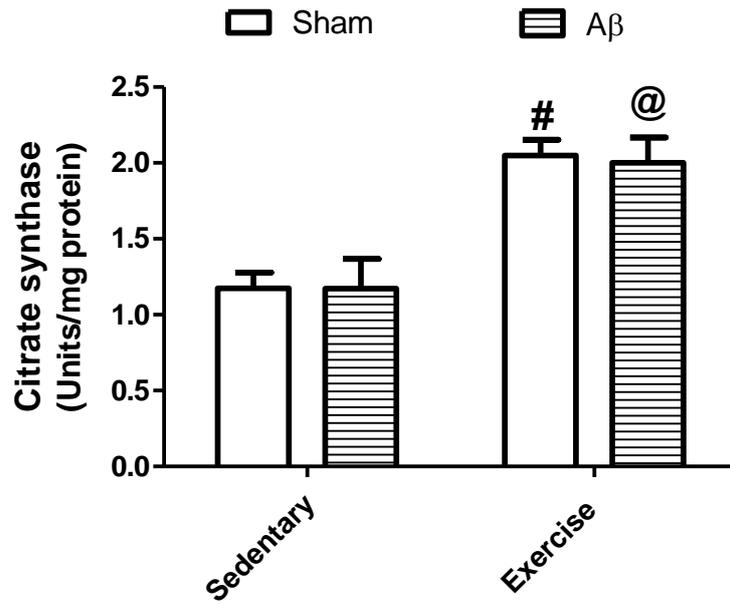 Sham
Aβ
Citrate synthase
(Units/mg protein)
2.5
2.0
1.5
1.0
0.5
0.0
#
@
Sedentary
Exercise